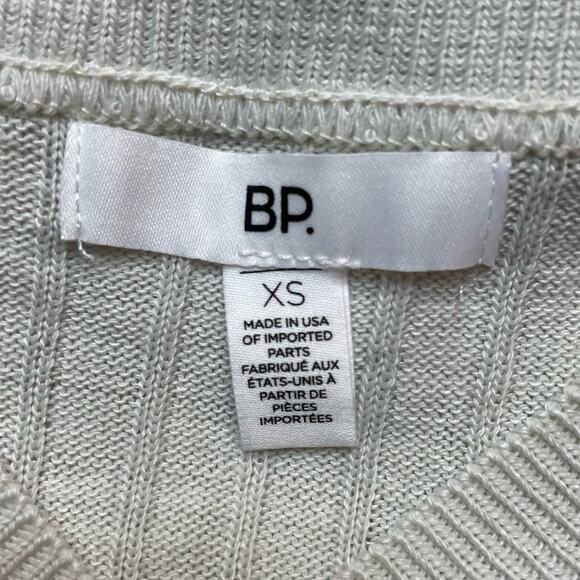 BP.
XS
MADE IN USA
OF IMPORTED
PARTS
FABRIQUÉ AUX
ÉTATS-UNIS À
PARTIR DE
PIÈCES
IMPORTÉES